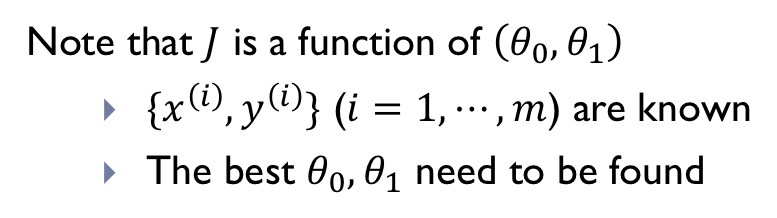 Note that 𝐽 is a function of (𝜃₀, 𝜃₁)
{𝑥⁽ⁱ⁾, 𝑦⁽ⁱ⁾} (𝑖 = 1, ⋯ , 𝑚) are known
The best 𝜃₀, 𝜃₁ need to be found